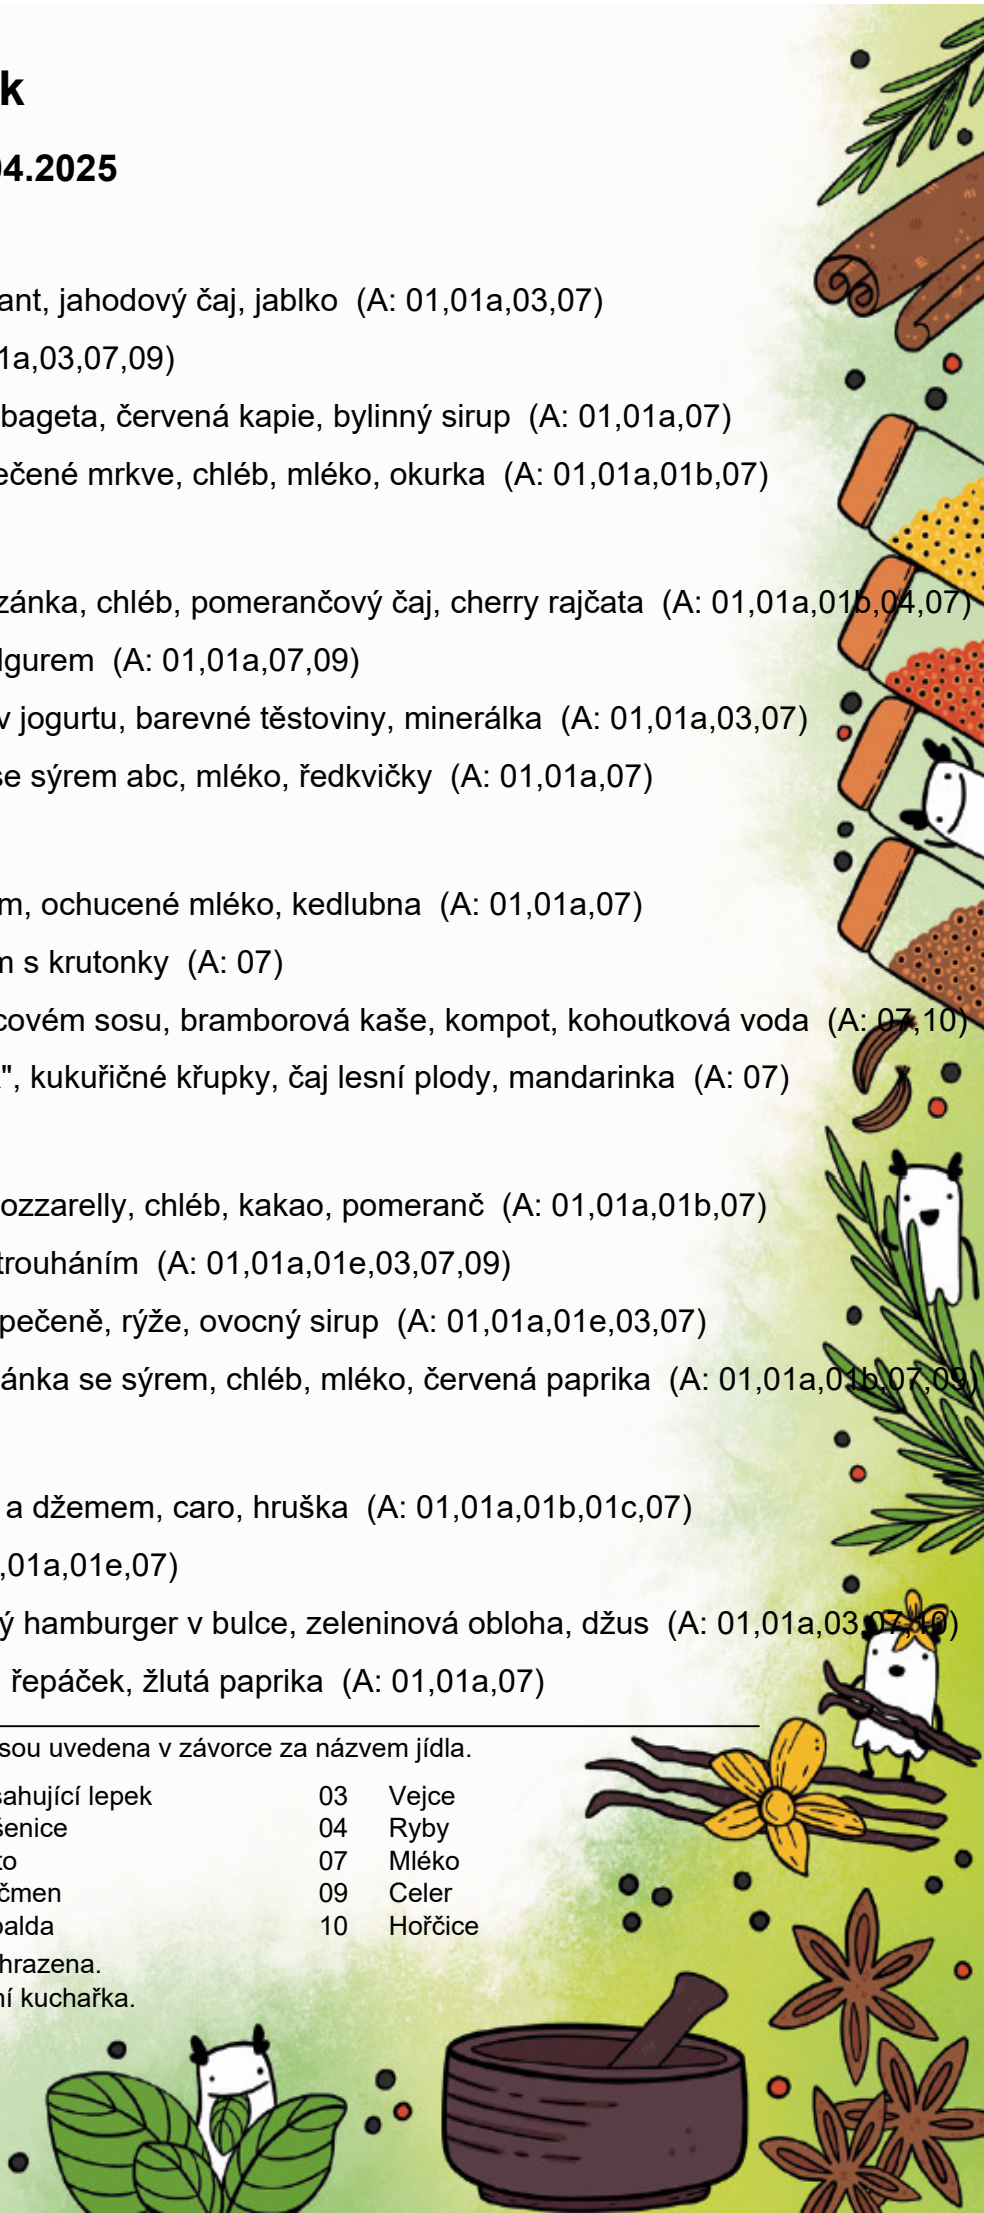 k
04.2025
ant, jahodový čaj, jablko (A: 01,01a,03,07)
1a,03,07,09)
bageta, červená kapie, bylinný sirup (A: 01,01a,07)
ečené mrkve, chléb, mléko, okurka (A: 01,01a,01b,07)
zánka, chléb, pomerančový čaj, cherry rajčata (A: 01,01a,01b,04,07)
lgurem (A: 01,01a,07,09)
v jogurtu, barevné těstoviny, minerálka (A: 01,01a,03,07)
se sýrem abc, mléko, ředkvičky (A: 01,01a,07)
m, ochucené mléko, kedlubna (A: 01,01a,07)
m s krutonky (A: 07)
covém sosu, bramborová kaše, kompot, kohoutková voda (A: 07,10)
", kukuřičné křupky, čaj lesní plody, mandarinka (A: 07)
ozzarelly, chléb, kakao, pomeranč (A: 01,01a,01b,07)
trouháním (A: 01,01a,01e,03,07,09)
pečeně, rýže, ovocný sirup (A: 01,01a,01e,03,07)
ánka se sýrem, chléb, mléko, červená paprika (A: 01,01a,01b,07,09)
a džemem, caro, hruška (A: 01,01a,01b,01c,07)
,01a,01e,07)
ý hamburger v bulce, zeleninová obloha, džus (A: 01,01a,03,07,10)
řepáček, žlutá paprika (A: 01,01a,07)
sou uvedena v závorce za názvem jídla.
sahující lepek 03 Vejce
šenice 04 Ryby
to 07 Mléko
čmen 09 Celer
palda 10 Hořčice
hrazena.
ní kuchařka.